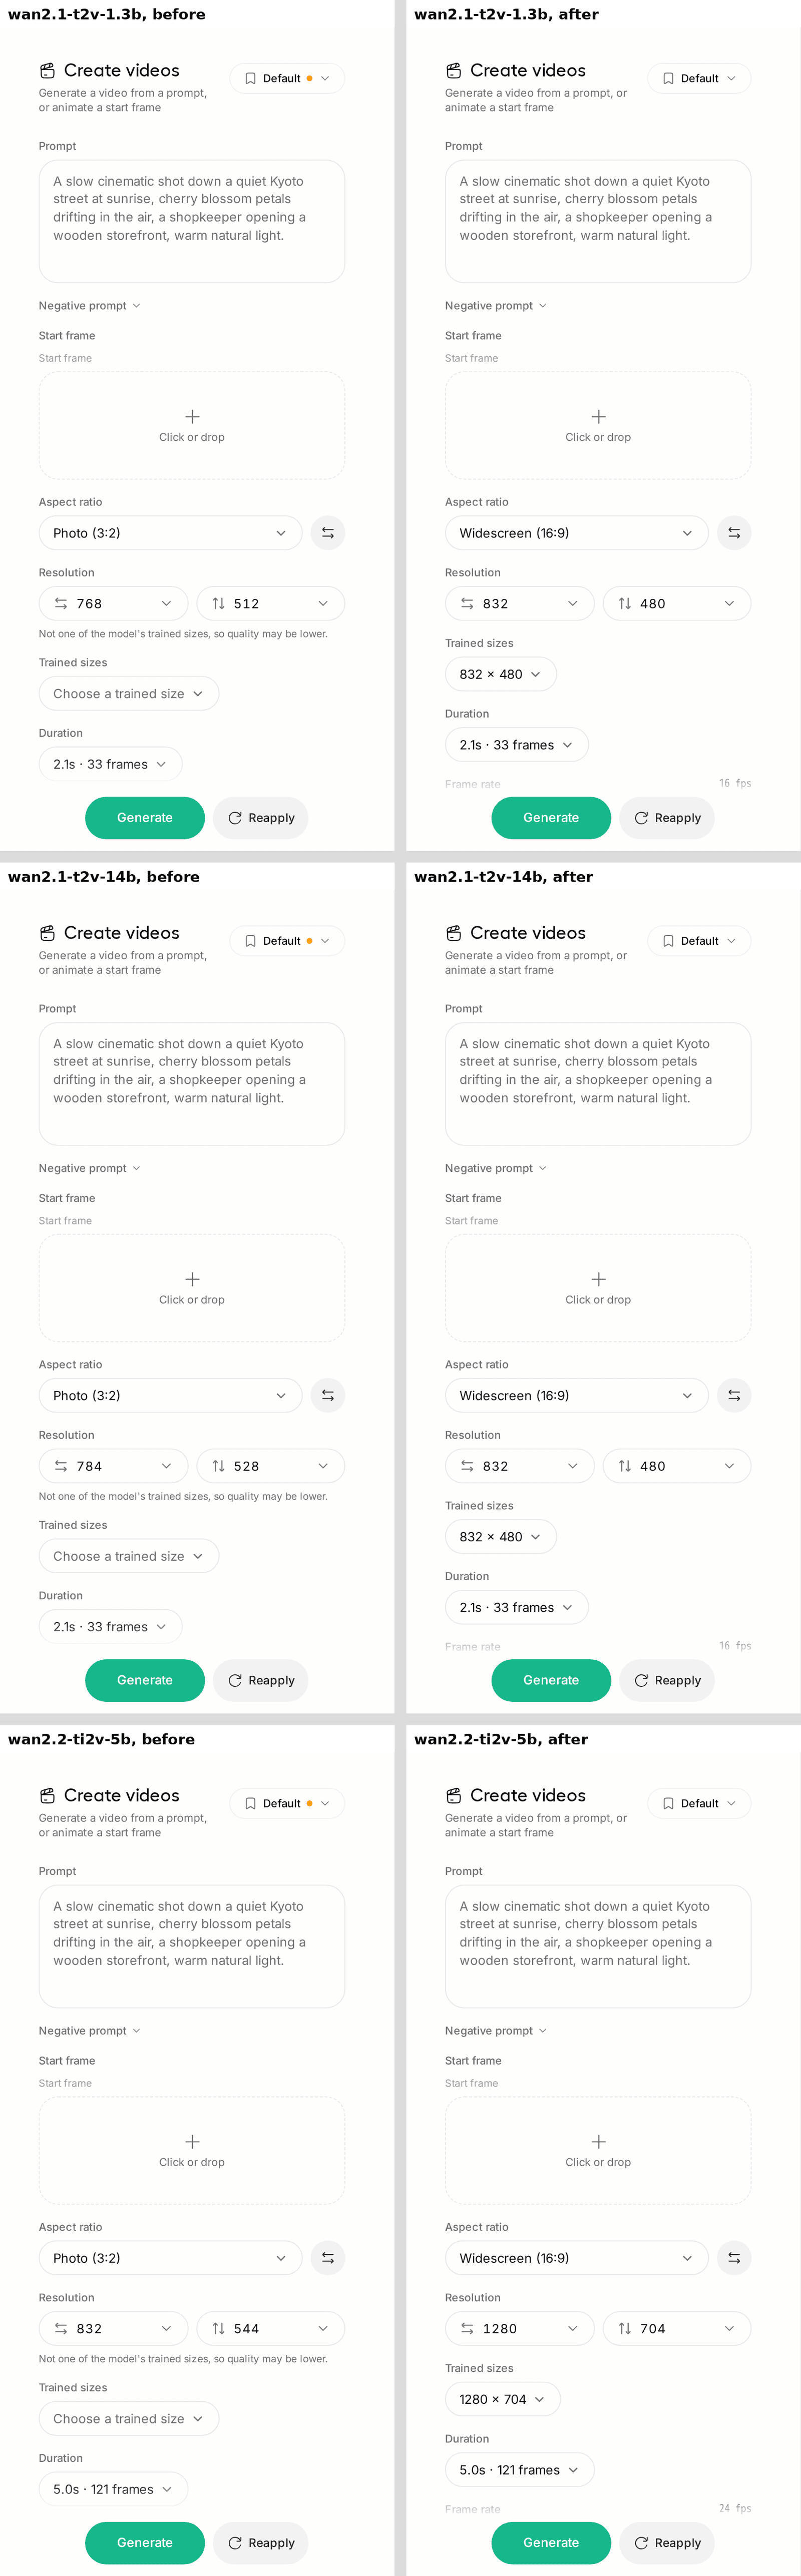 wan2.1-t2v-1.3b, before
Create videos
Default
Generate a video from a prompt,
or animate a start frame
Prompt
A slow cinematic shot down a quiet Kyoto
street at sunrise, cherry blossom petals
drifting in the air, a shopkeeper opening a
wooden storefront, warm natural light.
Negative prompt
Start frame
Start frame
Click or drop
Aspect ratio
Photo (3:2)
Resolution
768
512
Not one of the model's trained sizes, so quality may be lower.
Trained sizes
Choose a trained size
Duration
2.1s · 33 frames
Generate
Reapply
wan2.1-t2v-1.3b, after
Create videos
Default
Generate a video from a prompt, or
animate a start frame
Prompt
A slow cinematic shot down a quiet Kyoto
street at sunrise, cherry blossom petals
drifting in the air, a shopkeeper opening a
wooden storefront, warm natural light.
Negative prompt
Start frame
Start frame
Click or drop
Aspect ratio
Widescreen (16:9)
Resolution
832
480
Trained sizes
832 × 480
Duration
2.1s · 33 frames
Frame rate
16 fps
Generate
Reapply
wan2.1-t2v-14b, before
Create videos
Default
Generate a video from a prompt,
or animate a start frame
Prompt
A slow cinematic shot down a quiet Kyoto
street at sunrise, cherry blossom petals
drifting in the air, a shopkeeper opening a
wooden storefront, warm natural light.
Negative prompt
Start frame
Start frame
Click or drop
Aspect ratio
Photo (3:2)
Resolution
784
528
Not one of the model's trained sizes, so quality may be lower.
Trained sizes
Choose a trained size
Duration
2.1s · 33 frames
Generate
Reapply
wan2.1-t2v-14b, after
Create videos
Default
Generate a video from a prompt, or
animate a start frame
Prompt
A slow cinematic shot down a quiet Kyoto
street at sunrise, cherry blossom petals
drifting in the air, a shopkeeper opening a
wooden storefront, warm natural light.
Negative prompt
Start frame
Start frame
Click or drop
Aspect ratio
Widescreen (16:9)
Resolution
832
480
Trained sizes
832 × 480
Duration
2.1s · 33 frames
Frame rate
16 fps
Generate
Reapply
wan2.2-ti2v-5b, before
Create videos
Default
Generate a video from a prompt,
or animate a start frame
Prompt
A slow cinematic shot down a quiet Kyoto
street at sunrise, cherry blossom petals
drifting in the air, a shopkeeper opening a
wooden storefront, warm natural light.
Negative prompt
Start frame
Start frame
Click or drop
Aspect ratio
Photo (3:2)
Resolution
832
544
Not one of the model's trained sizes, so quality may be lower.
Trained sizes
Choose a trained size
Duration
5.0s · 121 frames
Generate
Reapply
wan2.2-ti2v-5b, after
Create videos
Default
Generate a video from a prompt, or
animate a start frame
Prompt
A slow cinematic shot down a quiet Kyoto
street at sunrise, cherry blossom petals
drifting in the air, a shopkeeper opening a
wooden storefront, warm natural light.
Negative prompt
Start frame
Start frame
Click or drop
Aspect ratio
Widescreen (16:9)
Resolution
1280
704
Trained sizes
1280 × 704
Duration
5.0s · 121 frames
Frame rate
24 fps
Generate
Reapply